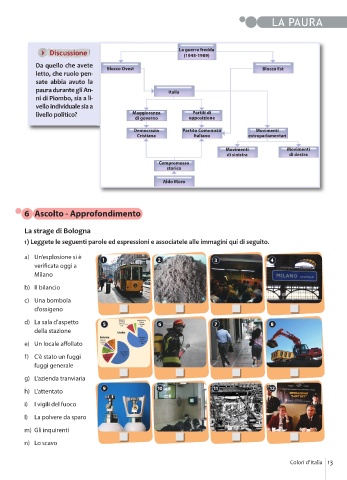 LA PAURA
Discussione
Da quello che avete
letto, che ruolo pen-
sate abbia avuto la
paura durante gli An-
ni di Piombo, sia a li-
vello individuale sia a
livello politico?
La guerra fredda
(1945-1989)
Blocco Ovest
Blocco Est
Italia
Maggioranza
di governo
Partiti di
opposizione
Democrazia
Cristiana
Partito Comunista
Italiano
Movimenti
extraparlamentari
Movimenti
di sinistra
Movimenti
di destra
Compromesso
storico
Aldo Moro
6 Ascolto - Approfondimento
La strage di Bologna
1) Leggete le seguenti parole ed espressioni e associatele alle immagini qui di seguito.
a) Un'esplosione si è
verificata oggi a
Milano
b) Il bilancio
c) Una bombola
d'ossigeno
d) La sala d'aspetto
della stazione
e) Un locale affollato
f) C'è stato un fuggi
fuggi generale
g) L'azienda tranviaria
h) L'attentato
i) I vigili del fuoco
l) La polvere da sparo
m) Gli inquirenti
n) Lo scavo
1
2
3
4
MILANO
5
6
7
8
9
10
11
12
Colori d'Italia 13